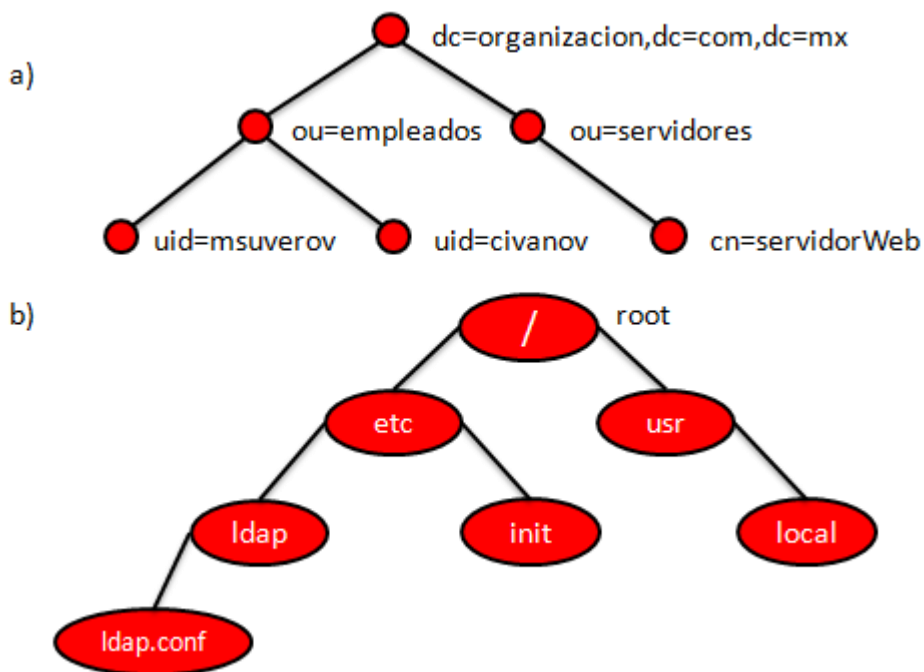 dc=organizacion,dc=com,dc=mx
a)
ou=empleados
ou=servidores
uid=msuverov
uid=civanov
cn=servidorWeb
b)
/
root
etc
usr
ldap
init
local
ldap.conf